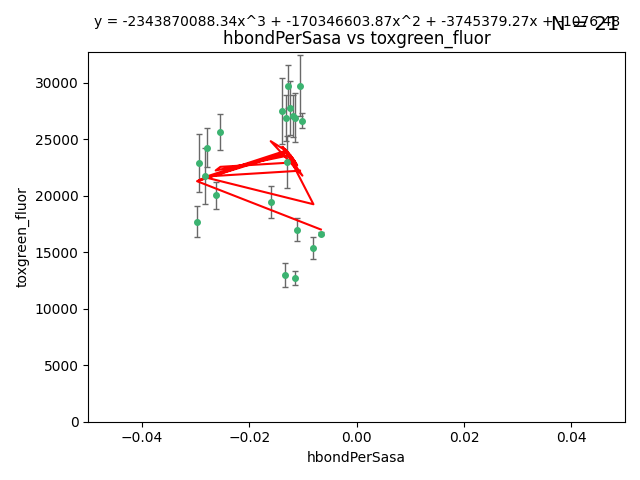 y = -2343870088.34x^3 + -170346603.87x^2 + -3745379.27x +
N = 21
hbondPerSasa vs toxgreen_fluor
30000
25000
20000
15000
10000
5000
0
toxgreen_fluor
−0.04
−0.02
0.00
0.02
0.04
hbondPerSasa